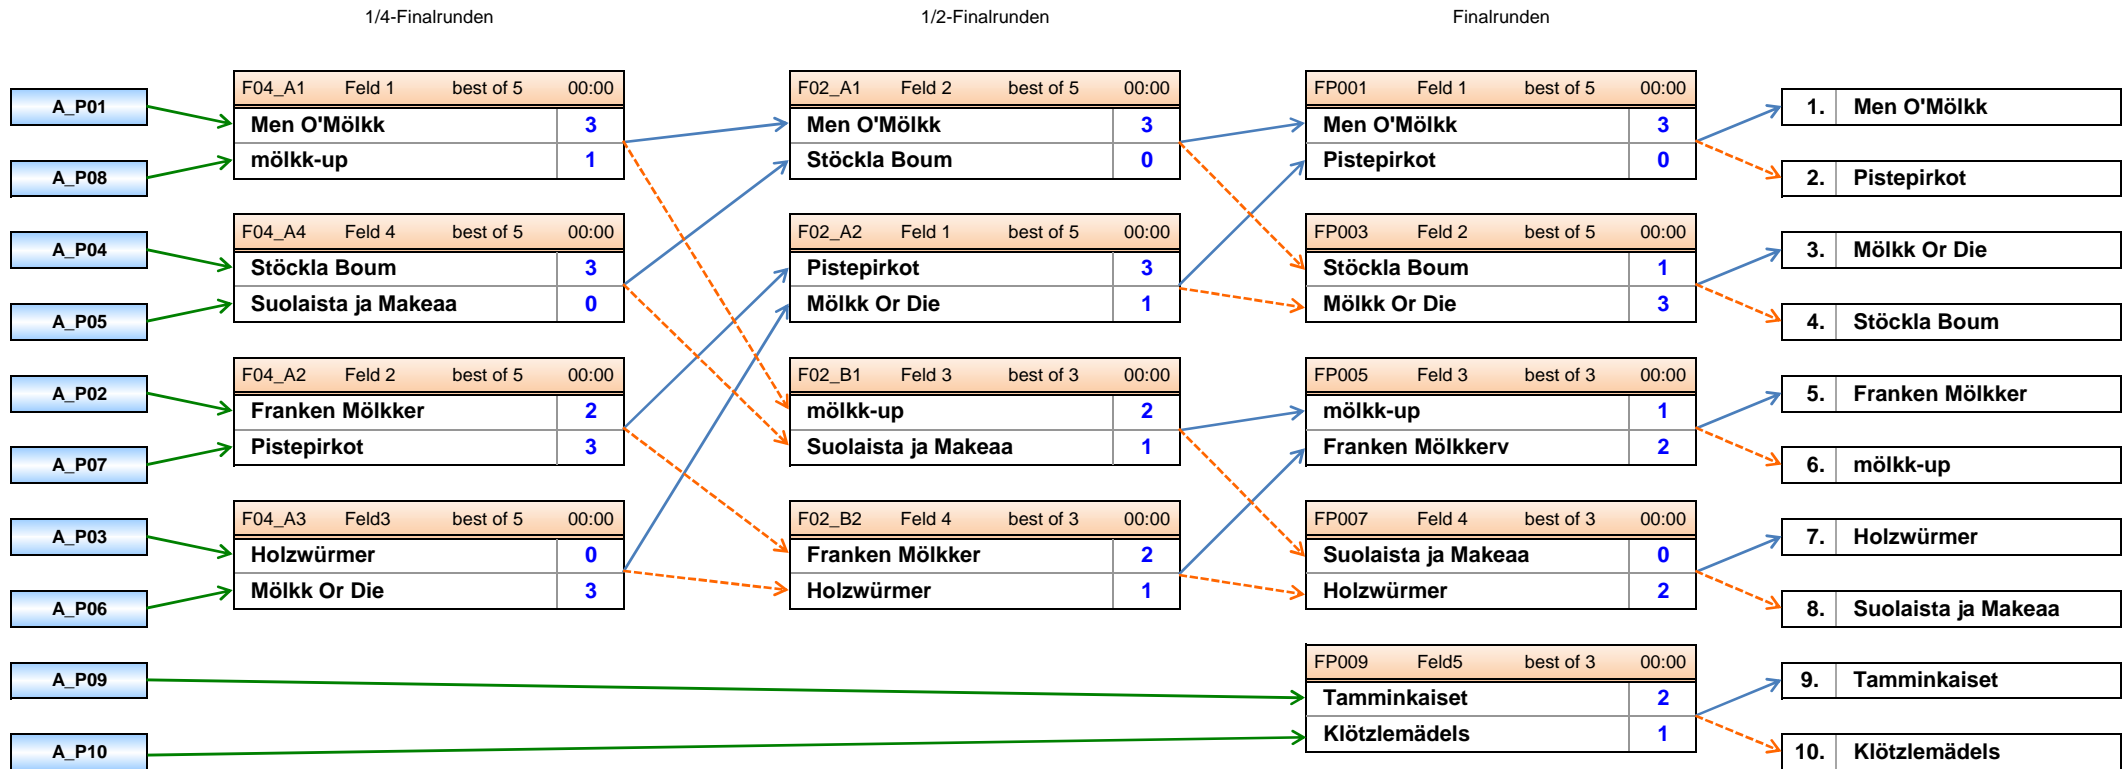 1/4-Finalrunden 1/2-Finalrunden Finalrunden
F04_A1 Feld 1 best of 5 00:00 F02_A1 Feld 2 best of 5 00:00 FP001 Feld 1 best of 5 00:00
A_P01 1. Men O'Mölkk
Men O'Mölkk 3 Men O'Mölkk 3 Men O'Mölkk 3
mölkk-up 1 Stöckla Boum 0 Pistepirkot 0
A_P08 2. Pistepirkot
F04_A4 Feld 4 best of 5 00:00 F02_A2 Feld 1 best of 5 00:00 FP003 Feld 2 best of 5 00:00
A_P04 3. Mölkk Or Die
Stöckla Boum 3 Pistepirkot 3 Stöckla Boum 1
Suolaista ja Makeaa 0 Mölkk Or Die 1 Mölkk Or Die 3
A_P05 4. Stöckla Boum
F04_A2 Feld 2 best of 5 00:00 F02_B1 Feld 3 best of 3 00:00 FP005 Feld 3 best of 3 00:00
A_P02 5. Franken Mölkker
Franken Mölkker 2 mölkk-up 2 mölkk-up 1
Pistepirkot 3 Suolaista ja Makeaa 1 Franken Mölkkerv 2
A_P07 6. mölkk-up
F04_A3 Feld3 best of 5 00:00 F02_B2 Feld 4 best of 3 00:00 FP007 Feld 4 best of 3 00:00
A_P03 7. Holzwürmer
Holzwürmer 0 Franken Mölkker 2 Suolaista ja Makeaa 0
Mölkk Or Die 3 Holzwürmer 1 Holzwürmer 2
A_P06 8. Suolaista ja Makeaa
FP009 Feld5 best of 3 00:00
A_P09 9. Tamminkaiset
Tamminkaiset 2
Klötzlemädels 1
A_P10 10. Klötzlemädels